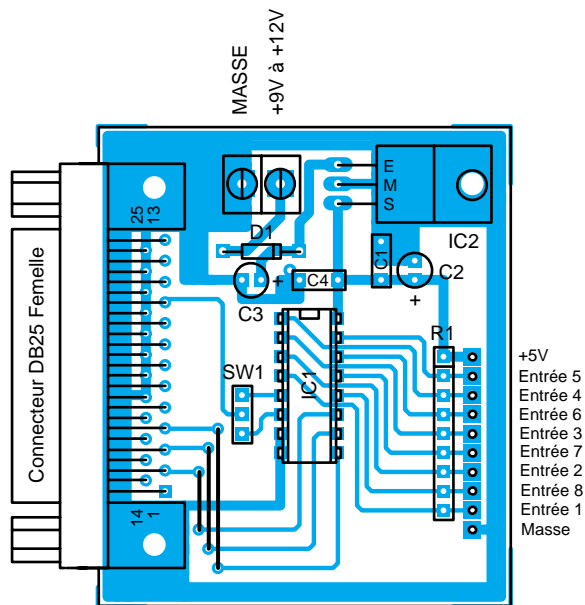 MASSE
+9V à +12V
E
M
S
IC2
25
13
D1
C1
C4
+
C2
+
C3
R1
Connecteur DB25 Femelle
SW1
IC1
+5V
Entrée 5
Entrée 4
Entrée 6
Entrée 3
Entrée 7
Entrée 2
Entrée 8
Entrée 1
Masse
14
1